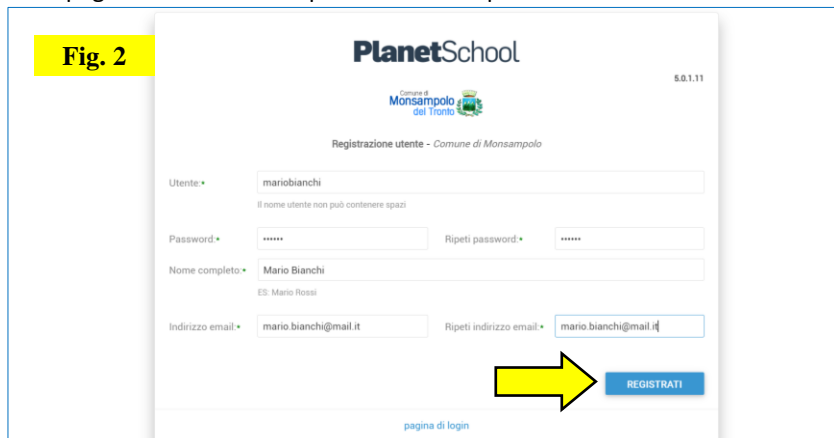 Fig. 2
PlanetSchool
5.0.1.11
Comune di
Monsampolo
del Tronto
Registrazione utente - Comune di Monsampolo
Utente:• mariobianchi
Il nome utente non può contenere spazi
Password:• •••••• Ripeti password:• ••••••
Nome completo:• Mario Bianchi
ES: Mario Rossi
Indirizzo email:• mario.bianchi@mail.it Ripeti indirizzo email:• mario.bianchi@mail.it
REGISTRATI
pagina di login